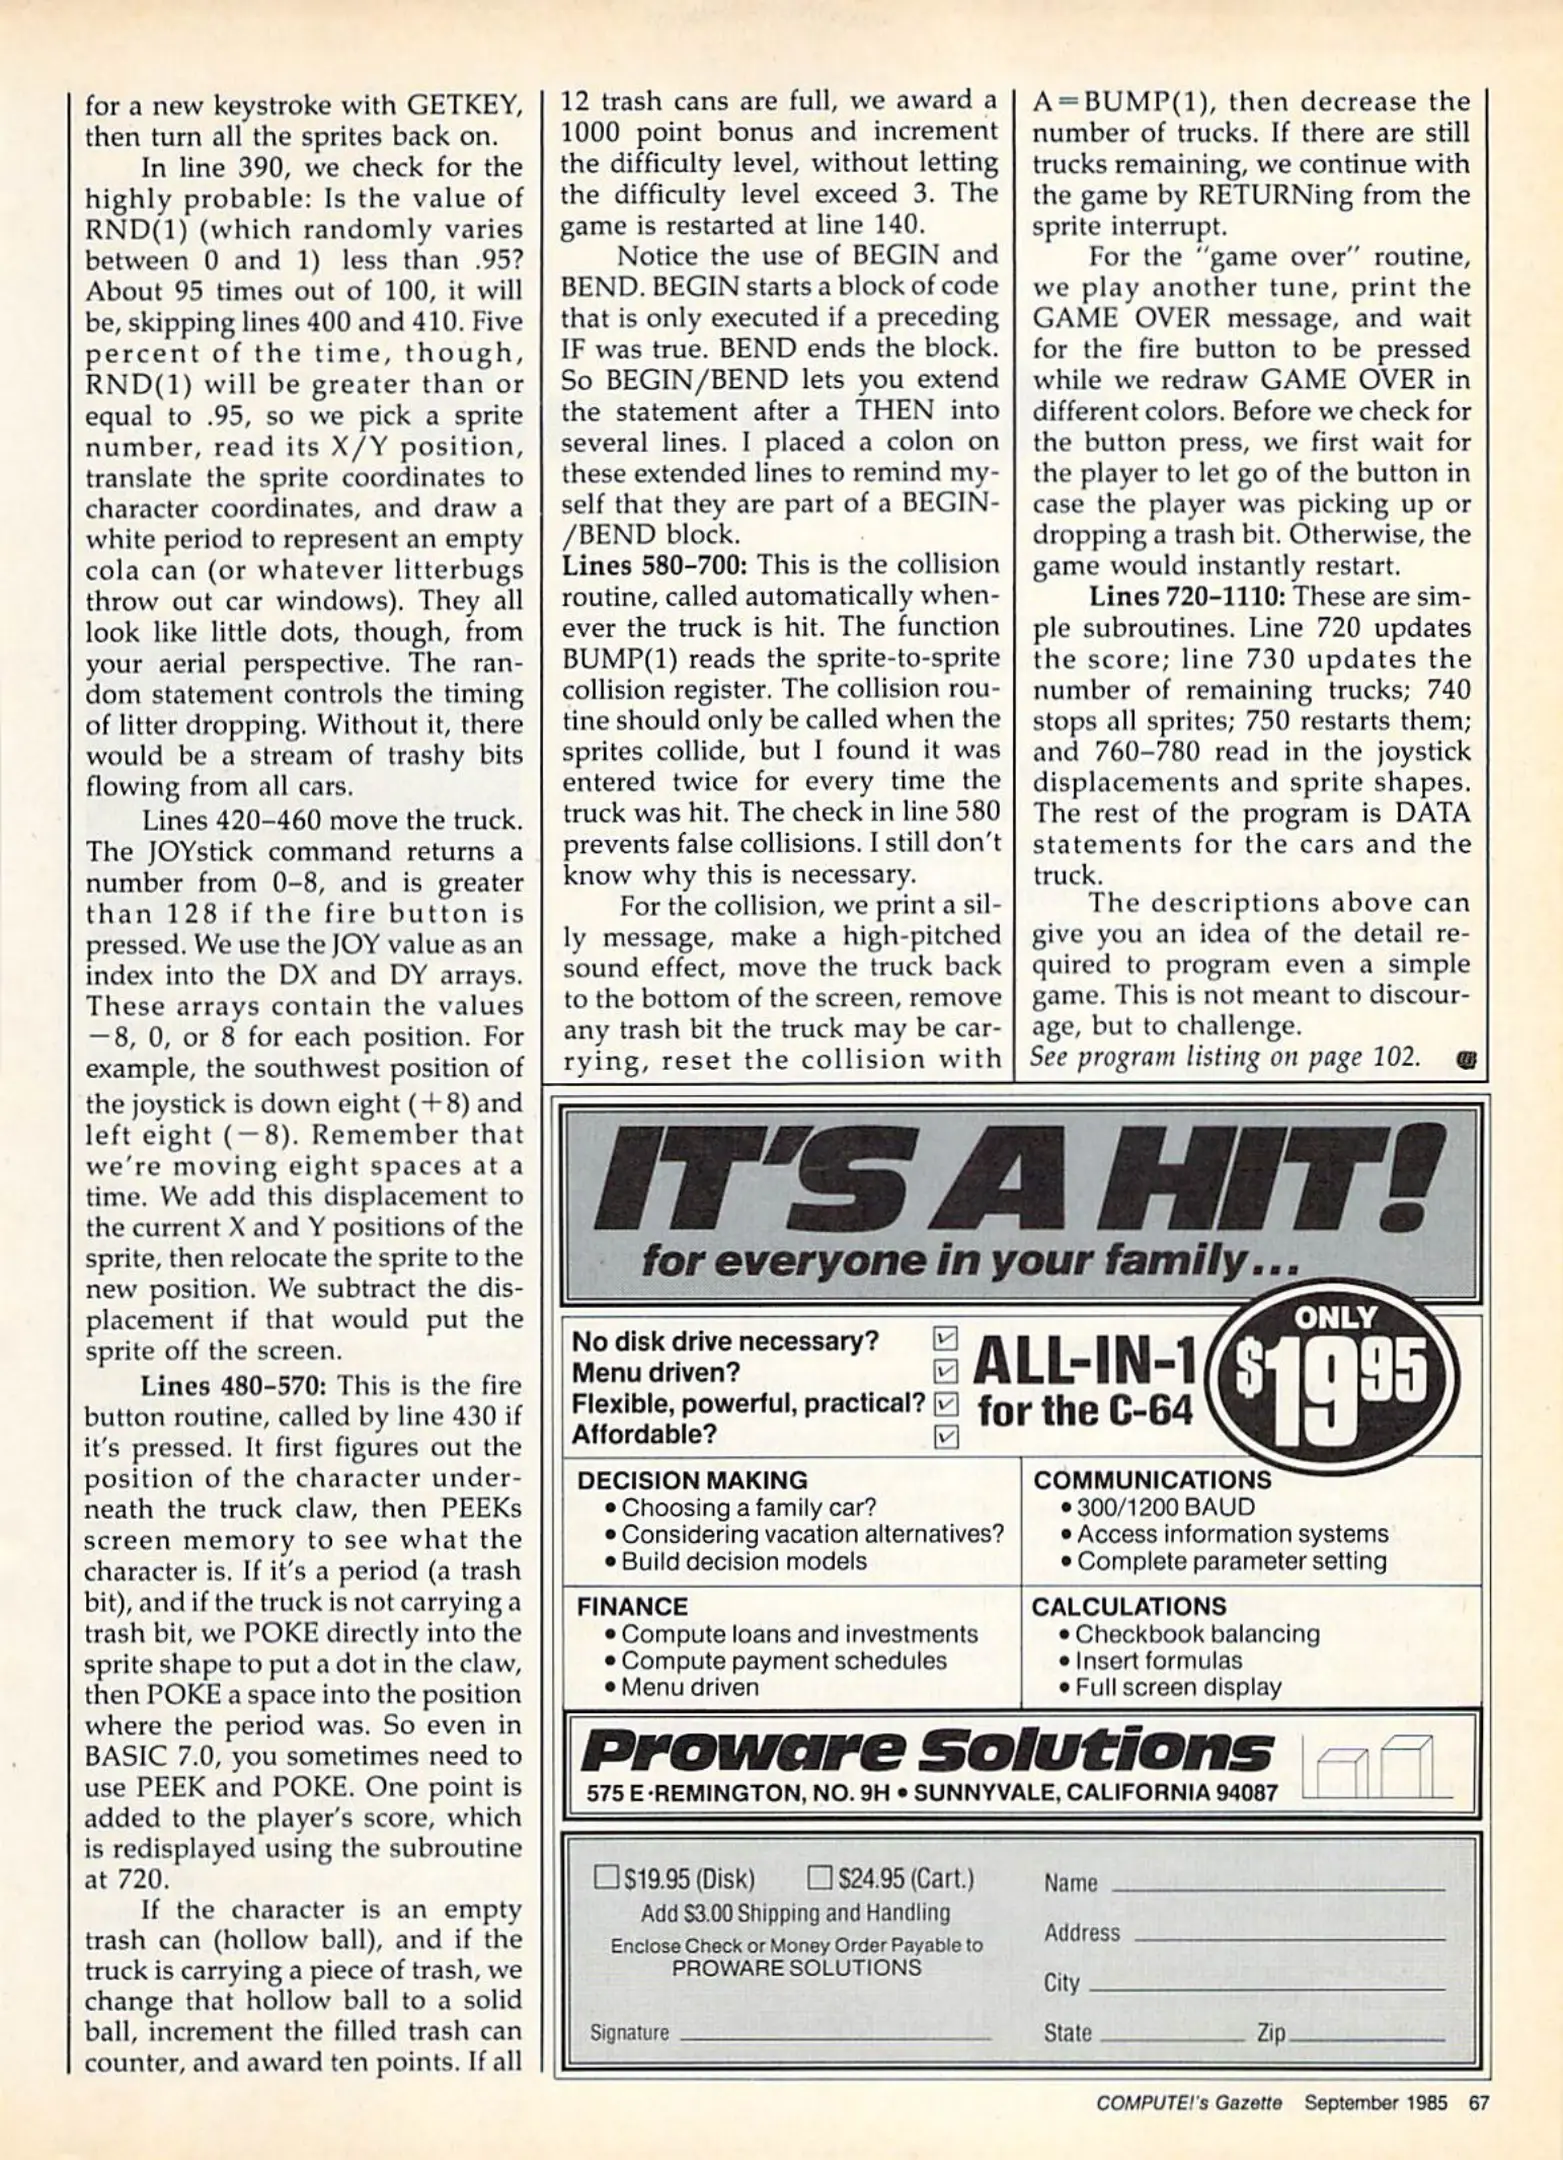 for a new keystroke with GETKEY,
then turn all the sprites back on.
In line 390, we check for the
highly probable: Is the value of
RND(1) (which randomly varies
between 0 and 1) less than .95?
About 95 times out of 100, it will
be, skipping lines 400 and 410. Five
percent of the time, though,
RND(1) will be greater than or
equal to .95, so we pick a sprite
number, read its X/Y position,
translate the sprite coordinates to
character coordinates, and draw a
white period to represent an empty
cola can (or whatever litterbugs
throw out car windows). They all
look like little dots, though, from
your aerial perspective. The ran-
dom statement controls the timing
of litter dropping. Without it, there
would be a stream of trashy bits
flowing from all cars.
Lines 420–460 move the truck.
The JOYstick command returns a
number from 0–8, and is greater
than 128 if the fire button is
pressed. We use the JOY value as an
index into the DX and DY arrays.
These arrays contain the values
−8, 0, or 8 for each position. For
example, the southwest position of
the joystick is down eight (+8) and
left eight (−8). Remember that
we're moving eight spaces at a
time. We add this displacement to
the current X and Y positions of the
sprite, then relocate the sprite to the
new position. We subtract the dis-
placement if that would put the
sprite off the screen.
Lines 480–570: This is the fire
button routine, called by line 430 if
it's pressed. It first figures out the
position of the character under-
neath the truck claw, then PEEKs
screen memory to see what the
character is. If it's a period (a trash
bit), and if the truck is not carrying a
trash bit, we POKE directly into the
sprite shape to put a dot in the claw,
then POKE a space into the position
where the period was. So even in
BASIC 7.0, you sometimes need to
use PEEK and POKE. One point is
added to the player's score, which
is redisplayed using the subroutine
at 720.
If the character is an empty
trash can (hollow ball), and if the
truck is carrying a piece of trash, we
change that hollow ball to a solid
ball, increment the filled trash can
counter, and award ten points. If all
12 trash cans are full, we award a
1000 point bonus and increment
the difficulty level, without letting
the difficulty level exceed 3. The
game is restarted at line 140.
Notice the use of BEGIN and
BEND. BEGIN starts a block of code
that is only executed if a preceding
IF was true. BEND ends the block.
So BEGIN/BEND lets you extend
the statement after a THEN into
several lines. I placed a colon on
these extended lines to remind my-
self that they are part of a BEGIN-
/BEND block.
Lines 580–700: This is the collision
routine, called automatically when-
ever the truck is hit. The function
BUMP(1) reads the sprite-to-sprite
collision register. The collision rou-
tine should only be called when the
sprites collide, but I found it was
entered twice for every time the
truck was hit. The check in line 580
prevents false collisions. I still don't
know why this is necessary.
For the collision, we print a sil-
ly message, make a high-pitched
sound effect, move the truck back
to the bottom of the screen, remove
any trash bit the truck may be car-
rying, reset the collision with
A=BUMP(1), then decrease the
number of trucks. If there are still
trucks remaining, we continue with
the game by RETURNing from the
sprite interrupt.
For the "game over" routine,
we play another tune, print the
GAME OVER message, and wait
for the fire button to be pressed
while we redraw GAME OVER in
different colors. Before we check for
the button press, we first wait for
the player to let go of the button in
case the player was picking up or
dropping a trash bit. Otherwise, the
game would instantly restart.
Lines 720–1110: These are sim-
ple subroutines. Line 720 updates
the score; line 730 updates the
number of remaining trucks; 740
stops all sprites; 750 restarts them;
and 760–780 read in the joystick
displacements and sprite shapes.
The rest of the program is DATA
statements for the cars and the
truck.
The descriptions above can
give you an idea of the detail re-
quired to program even a simple
game. This is not meant to discour-
age, but to challenge.
See program listing on page 102.
IT'S A HIT!
for everyone in your family...
No disk drive necessary?
Menu driven?
Flexible, powerful, practical?
Affordable?
ALL-IN-1
for the C-64
ONLY
$19.95
DECISION MAKING
• Choosing a family car?
• Considering vacation alternatives?
• Build decision models
COMMUNICATIONS
• 300/1200 BAUD
• Access information systems
• Complete parameter setting
FINANCE
• Compute loans and investments
• Compute payment schedules
• Menu driven
CALCULATIONS
• Checkbook balancing
• Insert formulas
• Full screen display
Proware Solutions
575 E·REMINGTON, NO. 9H • SUNNYVALE, CALIFORNIA 94087
$19.95 (Disk) $24.95 (Cart.)
Add $3.00 Shipping and Handling
Enclose Check or Money Order Payable to
PROWARE SOLUTIONS
Signature
Name
Address
City
State Zip
COMPUTE!'s Gazette September 1985 67